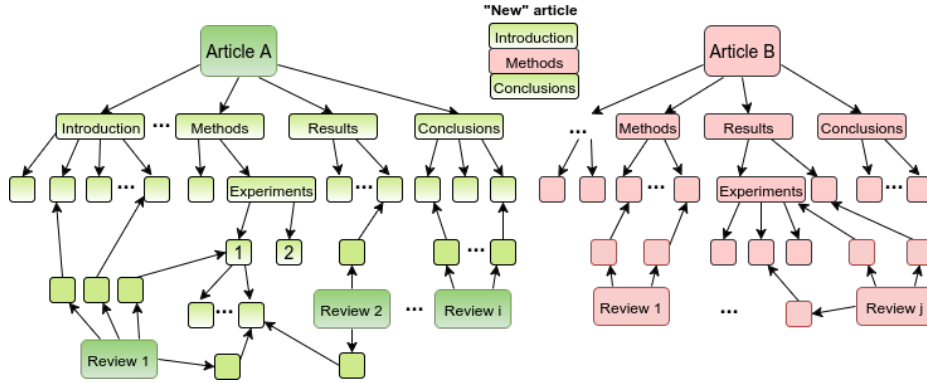 "New" article
Introduction
Methods
Conclusions
Article A
Article B
Introduction ... Methods Results Conclusions
... Methods Results Conclusions
... ... ... ...
Experiments
Experiments
1 2
... ... ...
Review 1 Review 2 ... Review i
Review 1 ... Review j